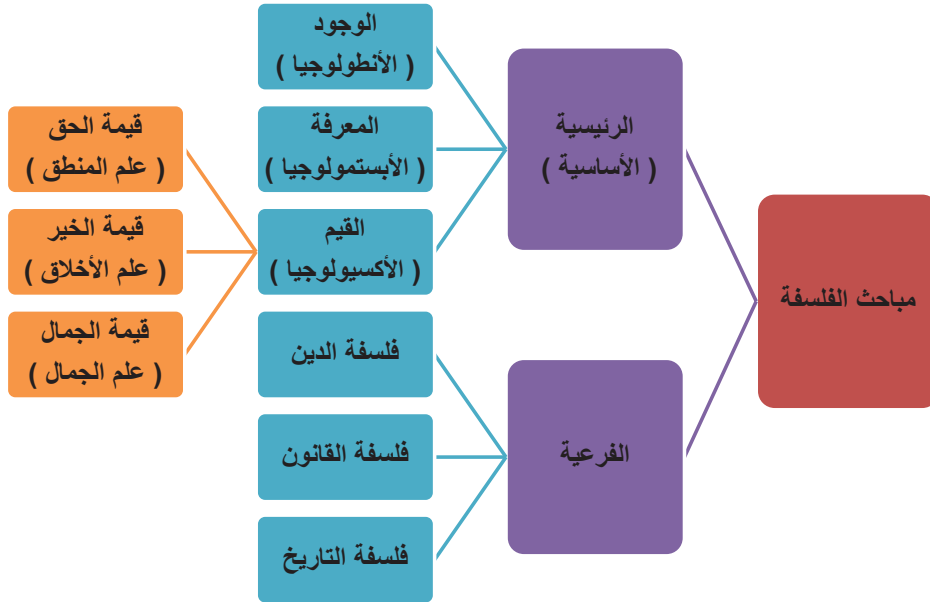 مباحث الفلسفة
الرئيسية
( الأساسية )
الوجود
( الأنطولوجيا )
المعرفة
( الأبستمولوجيا )
القيم
( الأكسيولوجيا )
قيمة الحق
( علم المنطق )
قيمة الخير
( علم الأخلاق )
قيمة الجمال
( علم الجمال )
الفرعية
فلسفة الدين
فلسفة القانون
فلسفة التاريخ